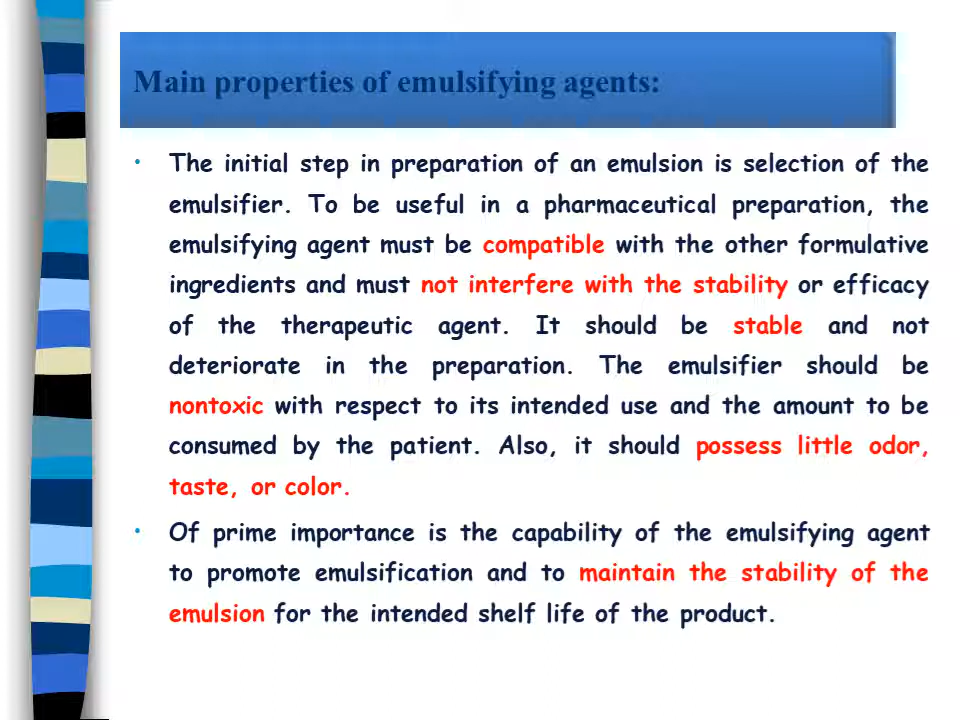 Main properties of emulsifying agents:
• The initial step in preparation of an emulsion is selection of the
emulsifier. To be useful in a pharmaceutical preparation, the
emulsifying agent must be compatible with the other formulative
ingredients and must not interfere with the stability or efficacy
of the therapeutic agent. It should be stable and not
deteriorate in the preparation. The emulsifier should be
nontoxic with respect to its intended use and the amount to be
consumed by the patient. Also, it should possess little odor,
taste, or color.
• Of prime importance is the capability of the emulsifying agent
to promote emulsification and to maintain the stability of the
emulsion for the intended shelf life of the product.